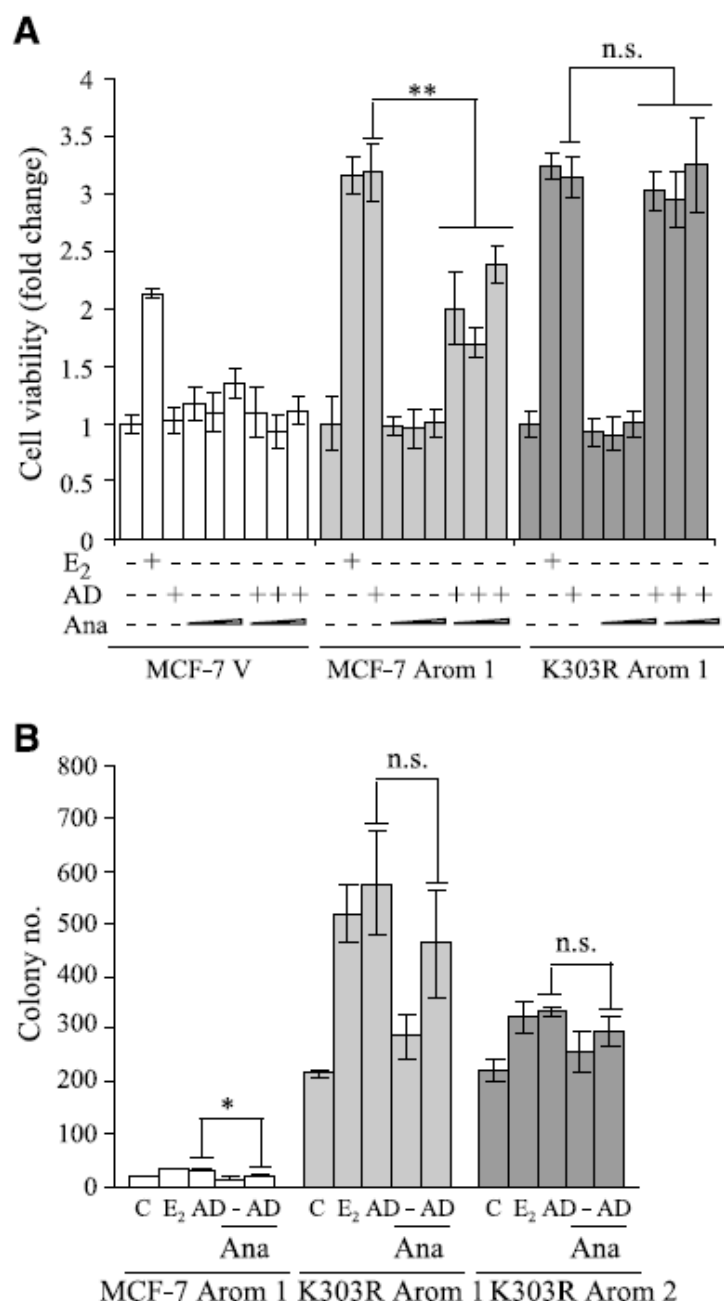 A
n.s.
**
Cell viability (fold change)
4
3.5
3
2.5
2
1.5
1
0.5
0
E2 - + - - - - - - - - + - - - - - - - - + - - - - - - -
AD - - + - - - + + + - - + - - - + + + - - + - - - + + +
Ana - - - - - - - - -
MCF-7 V MCF-7 Arom 1 K303R Arom 1
B
Colony no.
800
700
600
500
400
300
200
100
0
n.s.
n.s.
*
C E2 AD - AD C E2 AD - AD C E2 AD - AD
Ana Ana Ana
MCF-7 Arom 1 K303R Arom 1 K303R Arom 2